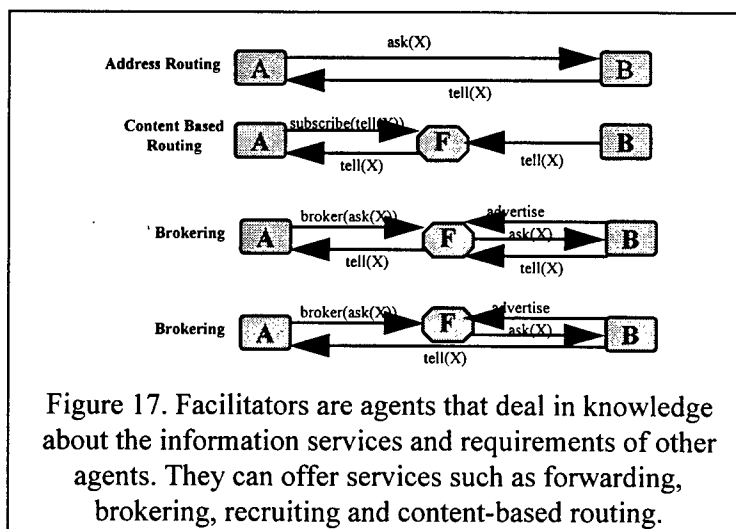 ask(X)
Address Routing A B
tell(X)
Content Based Routing subscribe(tell(X))
A F B
tell(X) tell(X)
broker(ask(X)) advertise
Brokering A F ask(X) B
tell(X) tell(X)
broker(ask(X)) advertise
Brokering A F ask(X) B
tell(X)
Figure 17. Facilitators are agents that deal in knowledge
about the information services and requirements of other
agents. They can offer services such as forwarding,
brokering, recruiting and content-based routing.